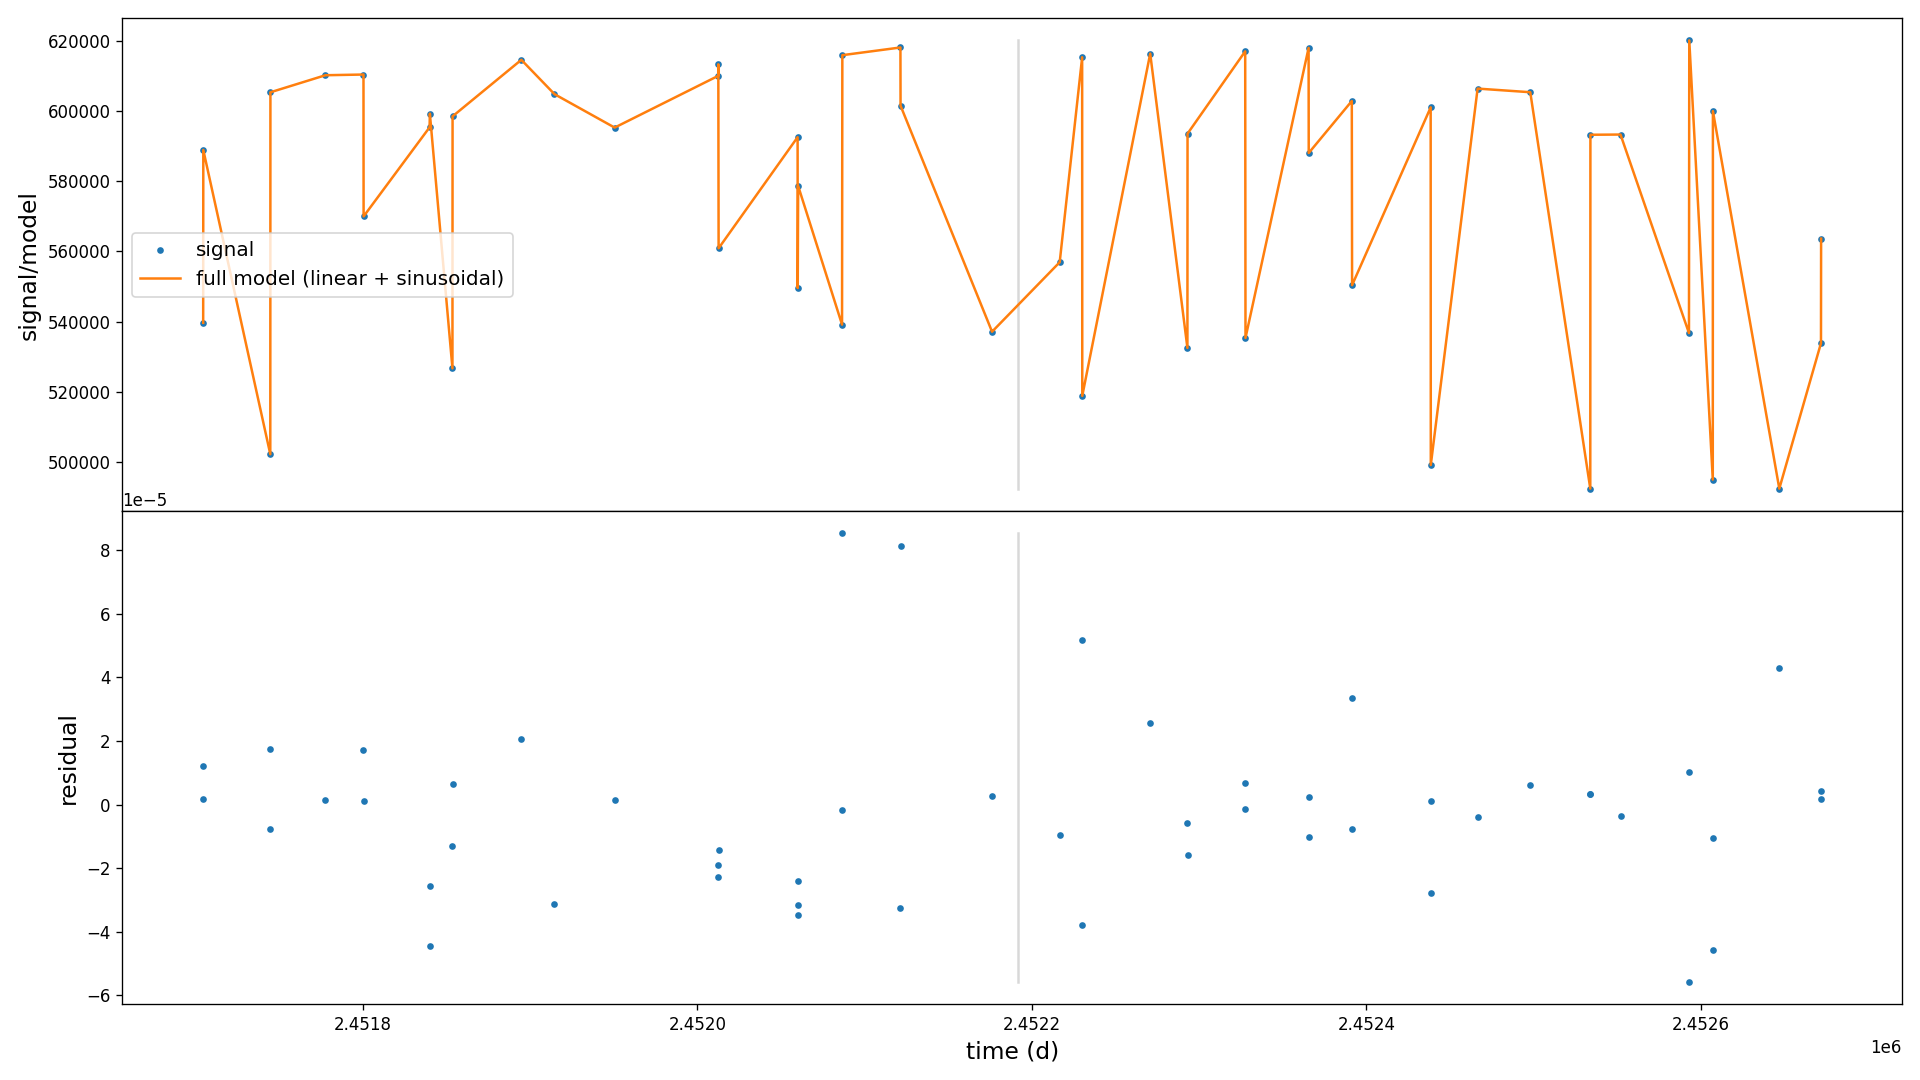 620000
600000
580000
560000
540000
520000
500000
signal/model
signal
full model (linear + sinusoidal)
1e−5
8
6
4
2
0
−2
−4
−6
residual
2.4518
2.4520
2.4522
2.4524
2.4526
1e6
time (d)